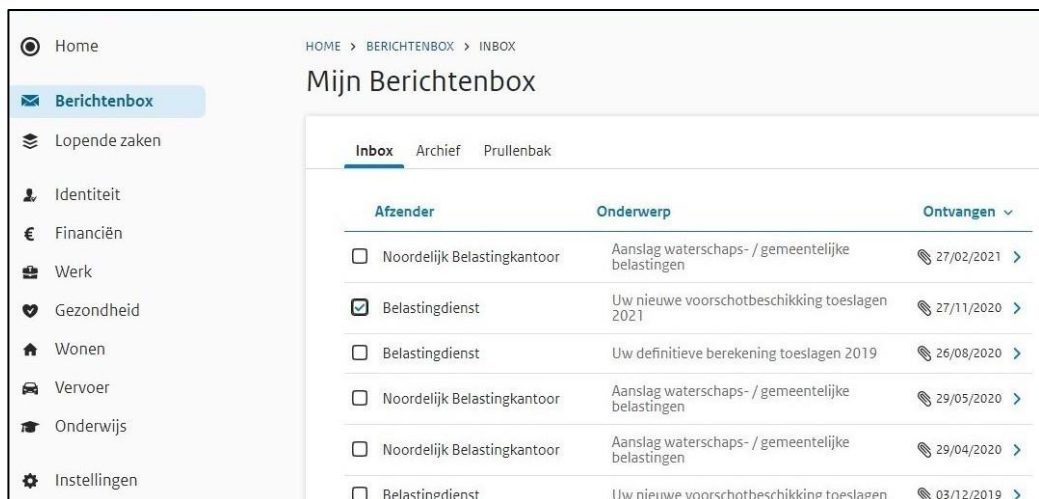 Home
Berichtenbox
Lopende zaken
Identiteit
Financiën
Werk
Gezondheid
Wonen
Vervoer
Onderwijs
Instellingen
HOME > BERICHTENBOX > INBOX
Mijn Berichtenbox
Inbox Archief Prullenbak
Afzender Onderwerp Ontvangen
Noordelijk Belastingkantoor Aanslag waterschaps- / gemeentelijke 27/02/2021
belastingen
Belastingdienst Uw nieuwe voorschotbeschikking toeslagen 27/11/2020
2021
Belastingdienst Uw definitieve berekening toeslagen 2019 26/08/2020
Noordelijk Belastingkantoor Aanslag waterschaps- / gemeentelijke 29/05/2020
belastingen
Noordelijk Belastingkantoor Aanslag waterschaps- / gemeentelijke 29/04/2020
belastingen
Belastingdienst Uw nieuwe voorschotbeschikking toeslagen 03/12/2019